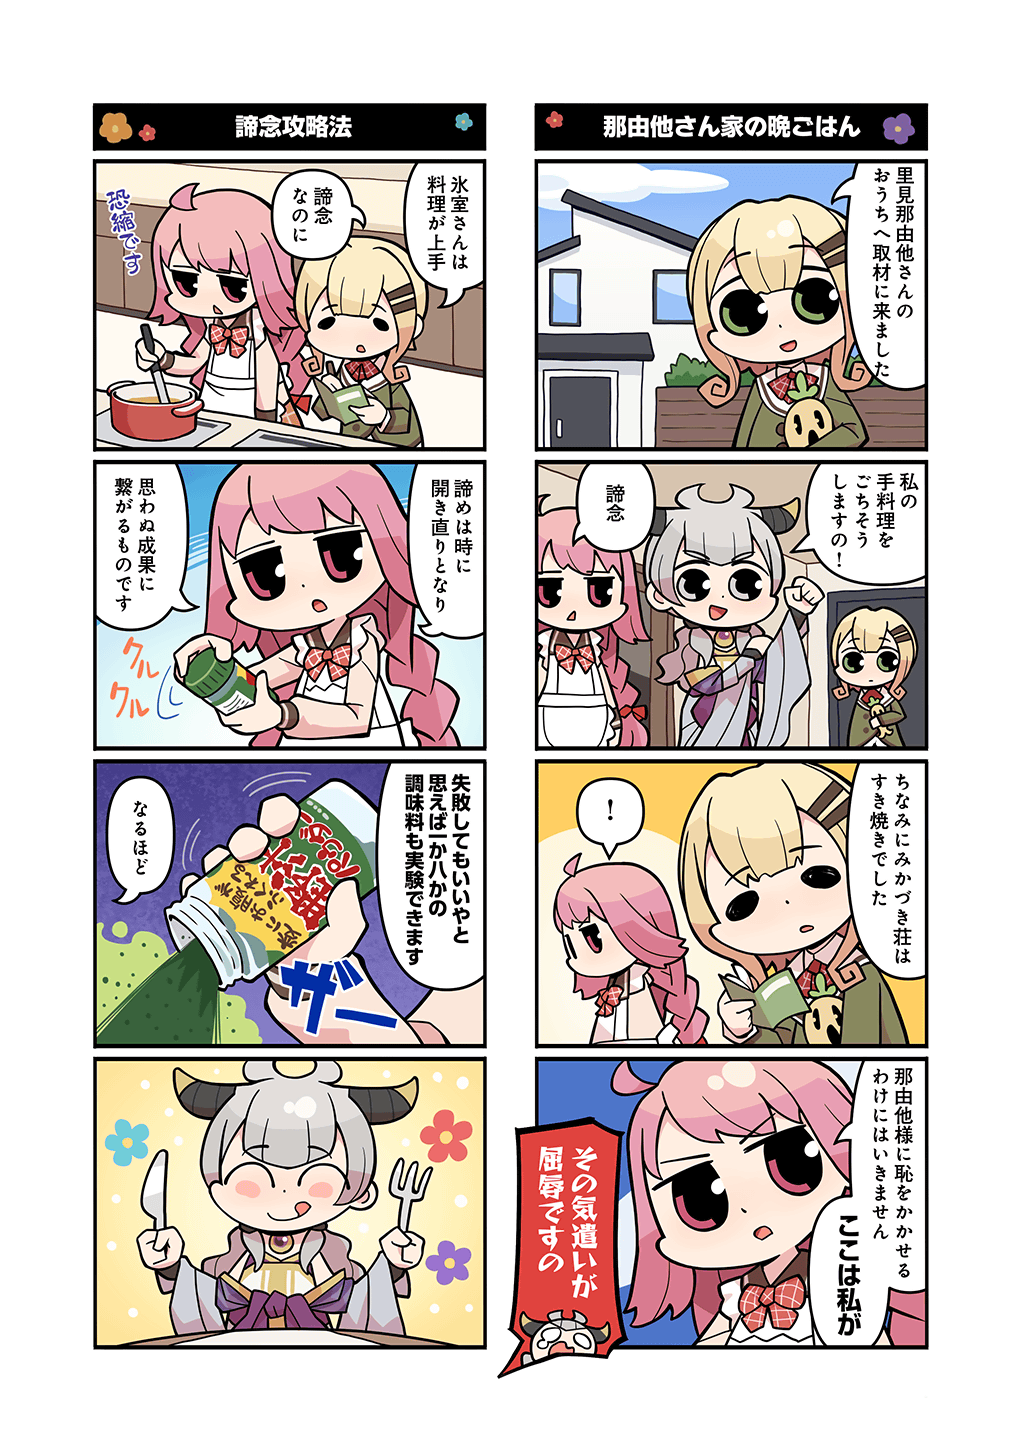 那由他さん家の晩ごはん
里見那由他さんの
おうちへ取材に来ました
私の
手料理を
ごちそう
しますの！
諦念
ちなみにみかづき荘は
すき焼きでした
！
那由他様に恥をかかせる
わけにはいきません
ここは私が
その気遣いが
屈辱ですの
諦念攻略法
氷室さんは
料理が上手
諦念
なのに
恐縮です
諦めは時に
開き直りとなり
思わぬ成果に
繋がるものです
クル
クル
失敗してもいいやと
思えば一か八かの
調味料も実験できます
なるほど
変にお腹が
ふくれる
ザー